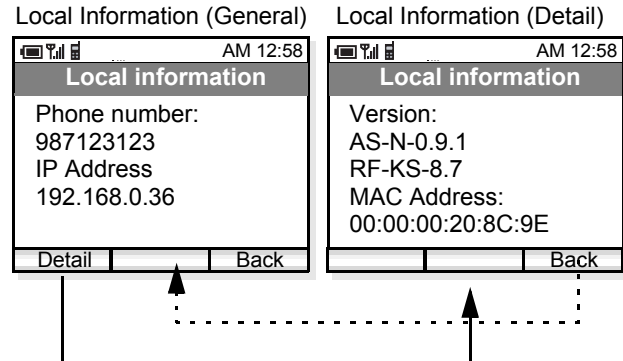 Local Information (General)
AM 12:58
Local information
Phone number:
987123123
IP Address
192.168.0.36
Detail
Back
Local Information (Detail)
AM 12:58
Local information
Version:
AS-N-0.9.1
RF-KS-8.7
MAC Address:
00:00:00:20:8C:9E
Back